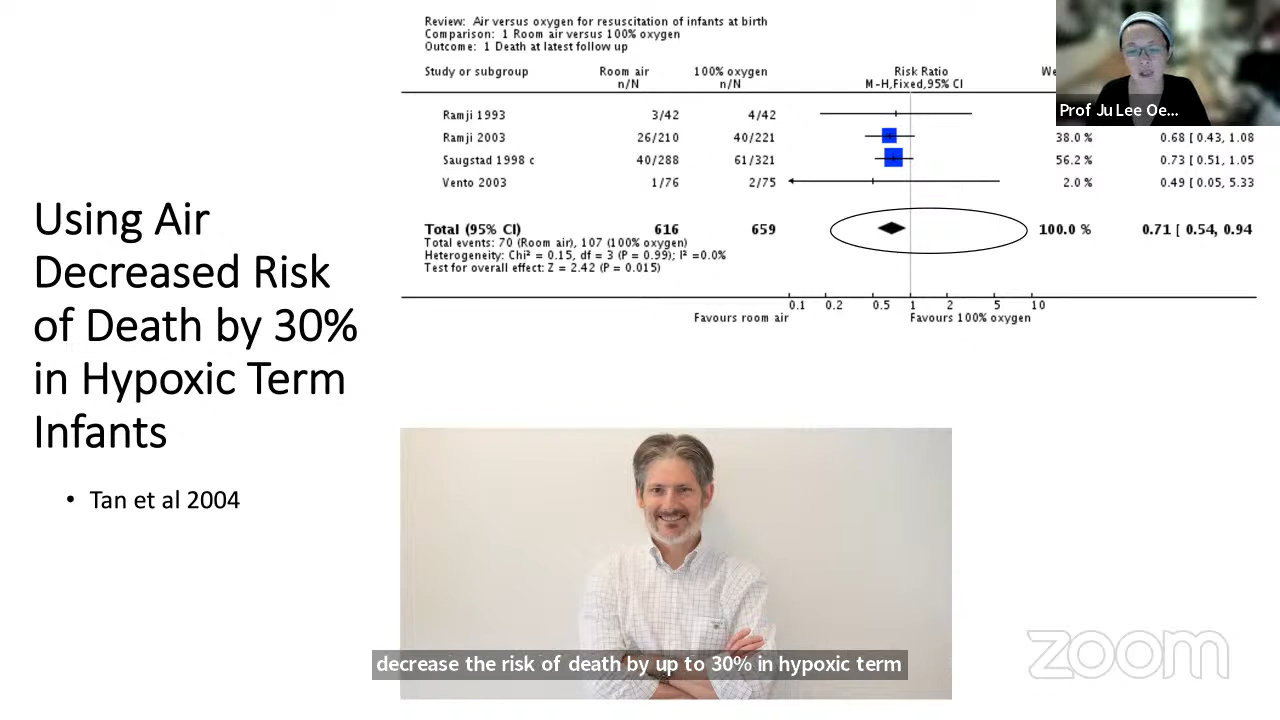 Review: Air versus oxygen for resuscitation of infants at birth
Comparison: 1 Room air versus 100% oxygen
Outcome: 1 Death at latest follow up
Study or subgroup Room air 100% oxygen Risk Ratio We
n/N n/N M-H,Fixed,95% CI
Ramji 1993 3/42 4/42
Ramji 2003 26/210 40/221 38.0 % 0.68 [ 0.43, 1.08
Saugstad 1998 c 40/288 61/321 56.2 % 0.73 [ 0.51, 1.05
Vento 2003 1/76 2/75 2.0 % 0.49 [ 0.05, 5.33
Total (95% CI) 616 659 100.0 % 0.71 [ 0.54, 0.94
Total events: 70 (Room air), 107 (100% oxygen)
Heterogeneity: Chi² = 0.15, df = 3 (P = 0.99); I² =0.0%
Test for overall effect: Z = 2.42 (P = 0.015)
0.1 0.2 0.5 1 2 5 10
Favours room air Favours 100% oxygen
Prof Ju Lee Oe...
Using Air
Decreased Risk
of Death by 30%
in Hypoxic Term
Infants
• Tan et al 2004
decrease the risk of death by up to 30% in hypoxic term
zoom